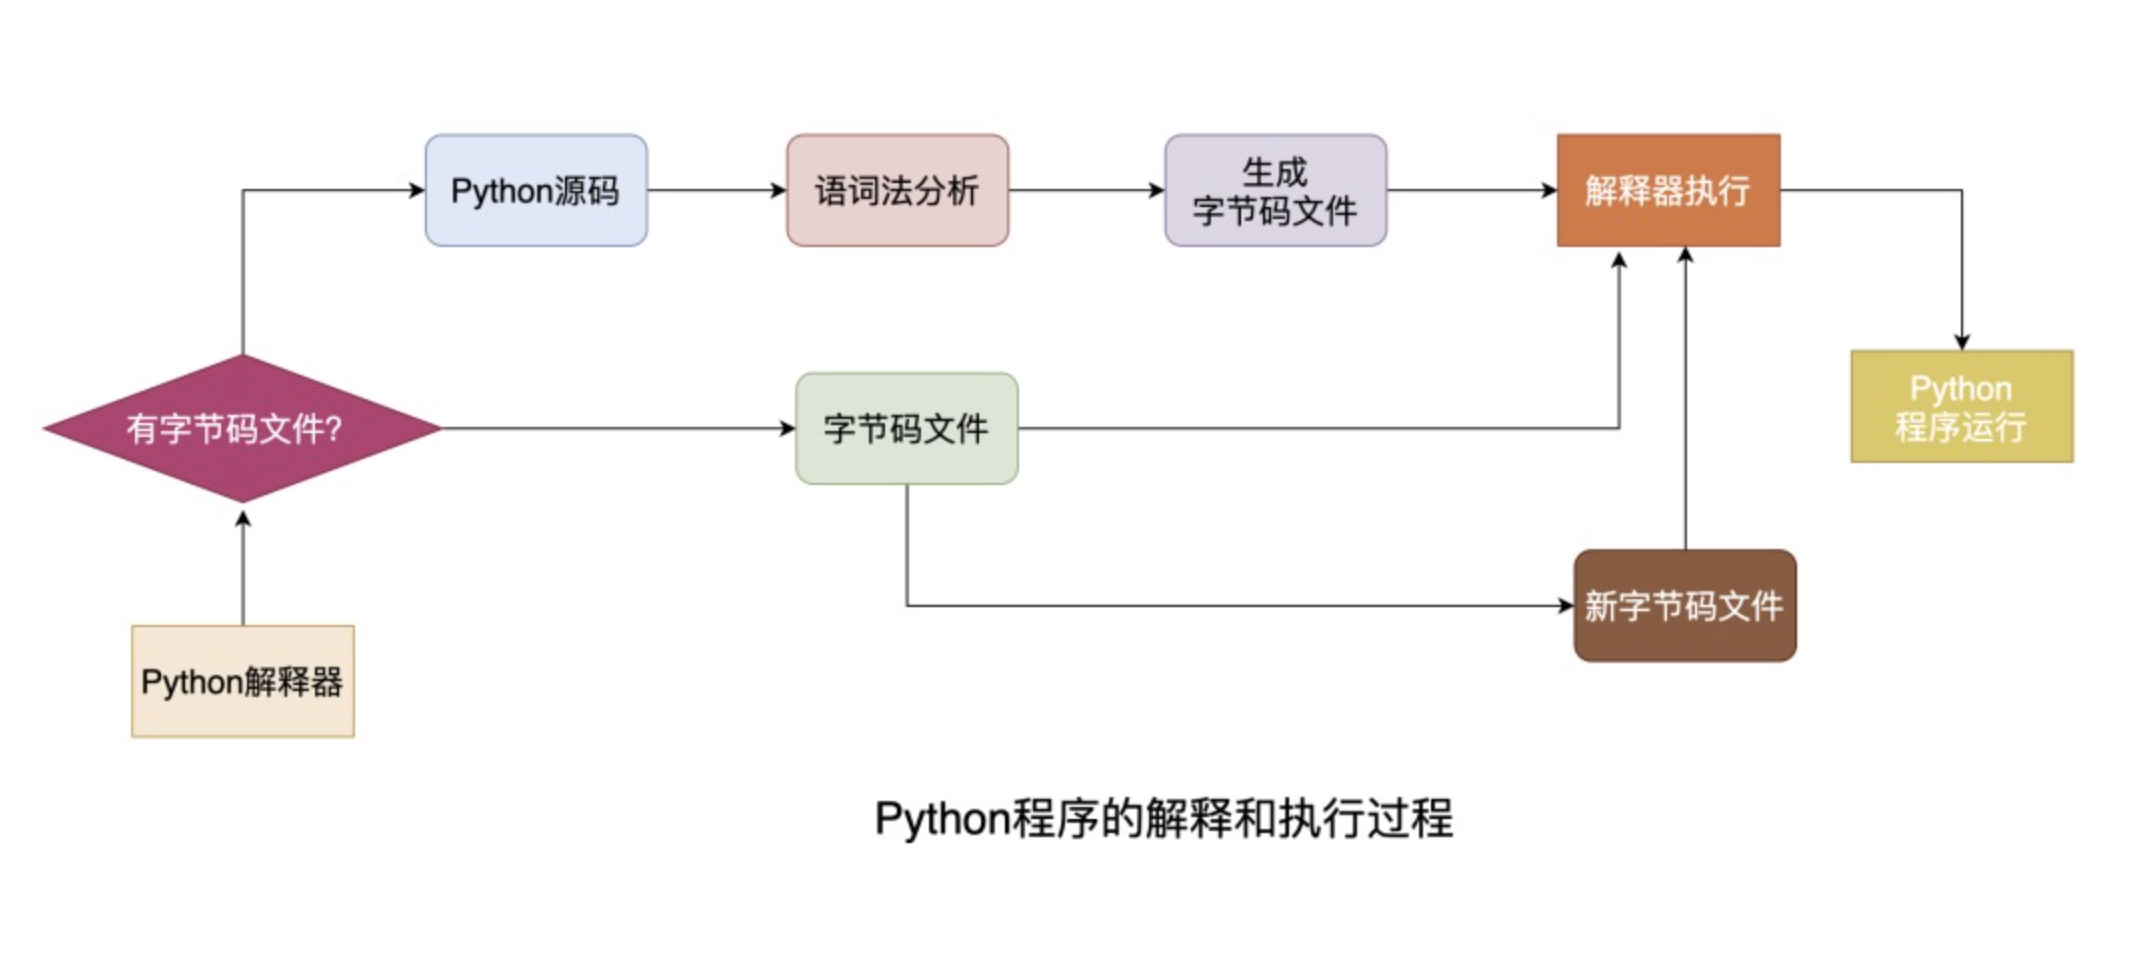 Python源码
语词法分析
生成
字节码文件
解释器执行
有字节码文件?
字节码文件
Python
程序运行
新字节码文件
Python解释器
Python程序的解释和执行过程